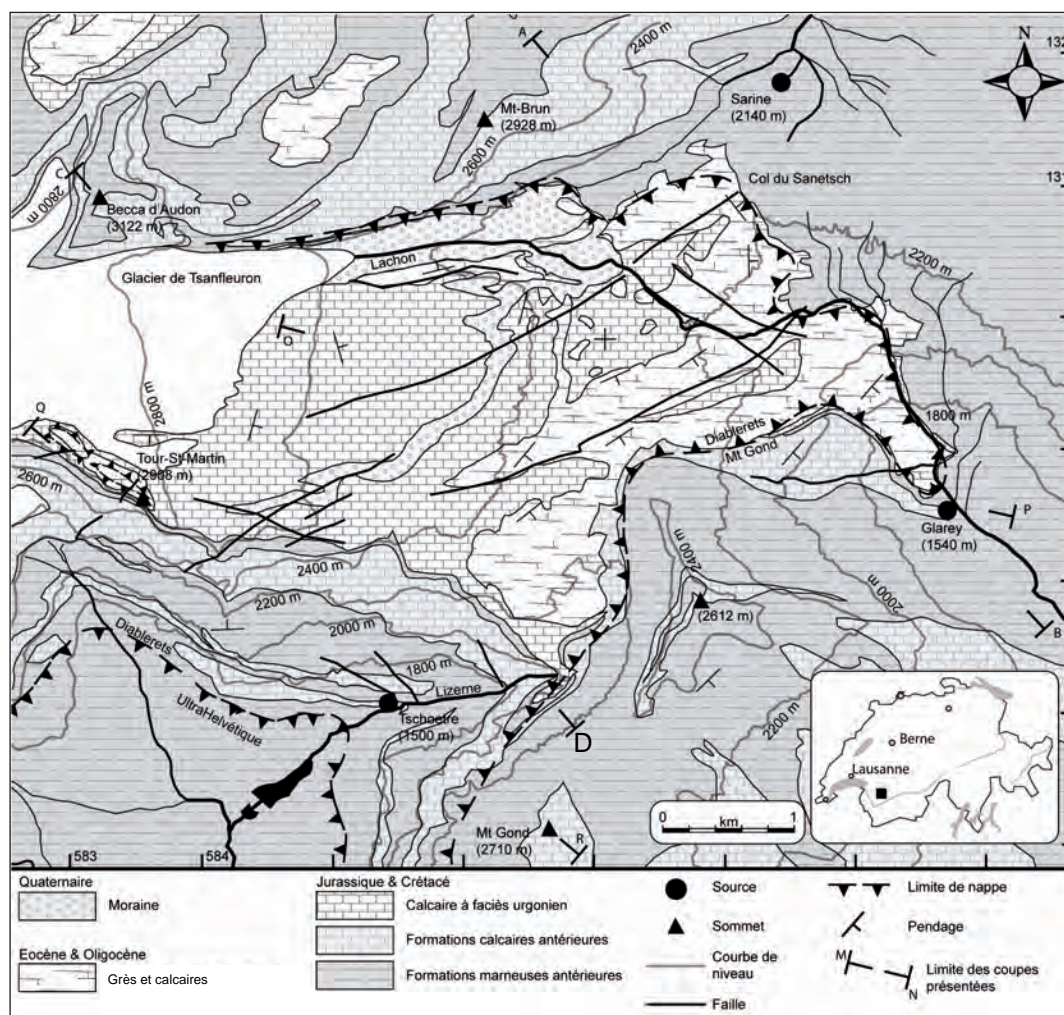 A
2400 m
132
N
Sarine
(2140 m)
Mt-Brun
(2928 m)
2600 m
131
C
2800 m
Becca d'Audon
(3122 m)
Col du Sanetsch
2200 m
Lachon
Glacier de Tsanfleuron
O
2800 m
Q
Tour-St-Martin
2600 m
Diablerets
Mt Gond
1800 m
P
Glarey
(1540 m)
2400 m
2400 m
2200 m
2000 m
2000 m
(2612 m)
B
Diablerets
1800 m
Lizerne
UltraHelvétique
Tschoetre
(1500 m)
D
2200 m
Berne
Lausanne
0
1
km
Mt Gond
(2710 m)
R
583
584
Quaternaire
Moraine
Eocène & Oligocène
Grès et calcaires
Jurassique & Crétacé
Calcaire à faciès urgonien
Formations calcaires antérieures
Formations marneuses antérieures
Source
Sommet
Courbe de
niveau
Faille
Limite de nappe
Pendage
M
N
Limite des coupes
présentées